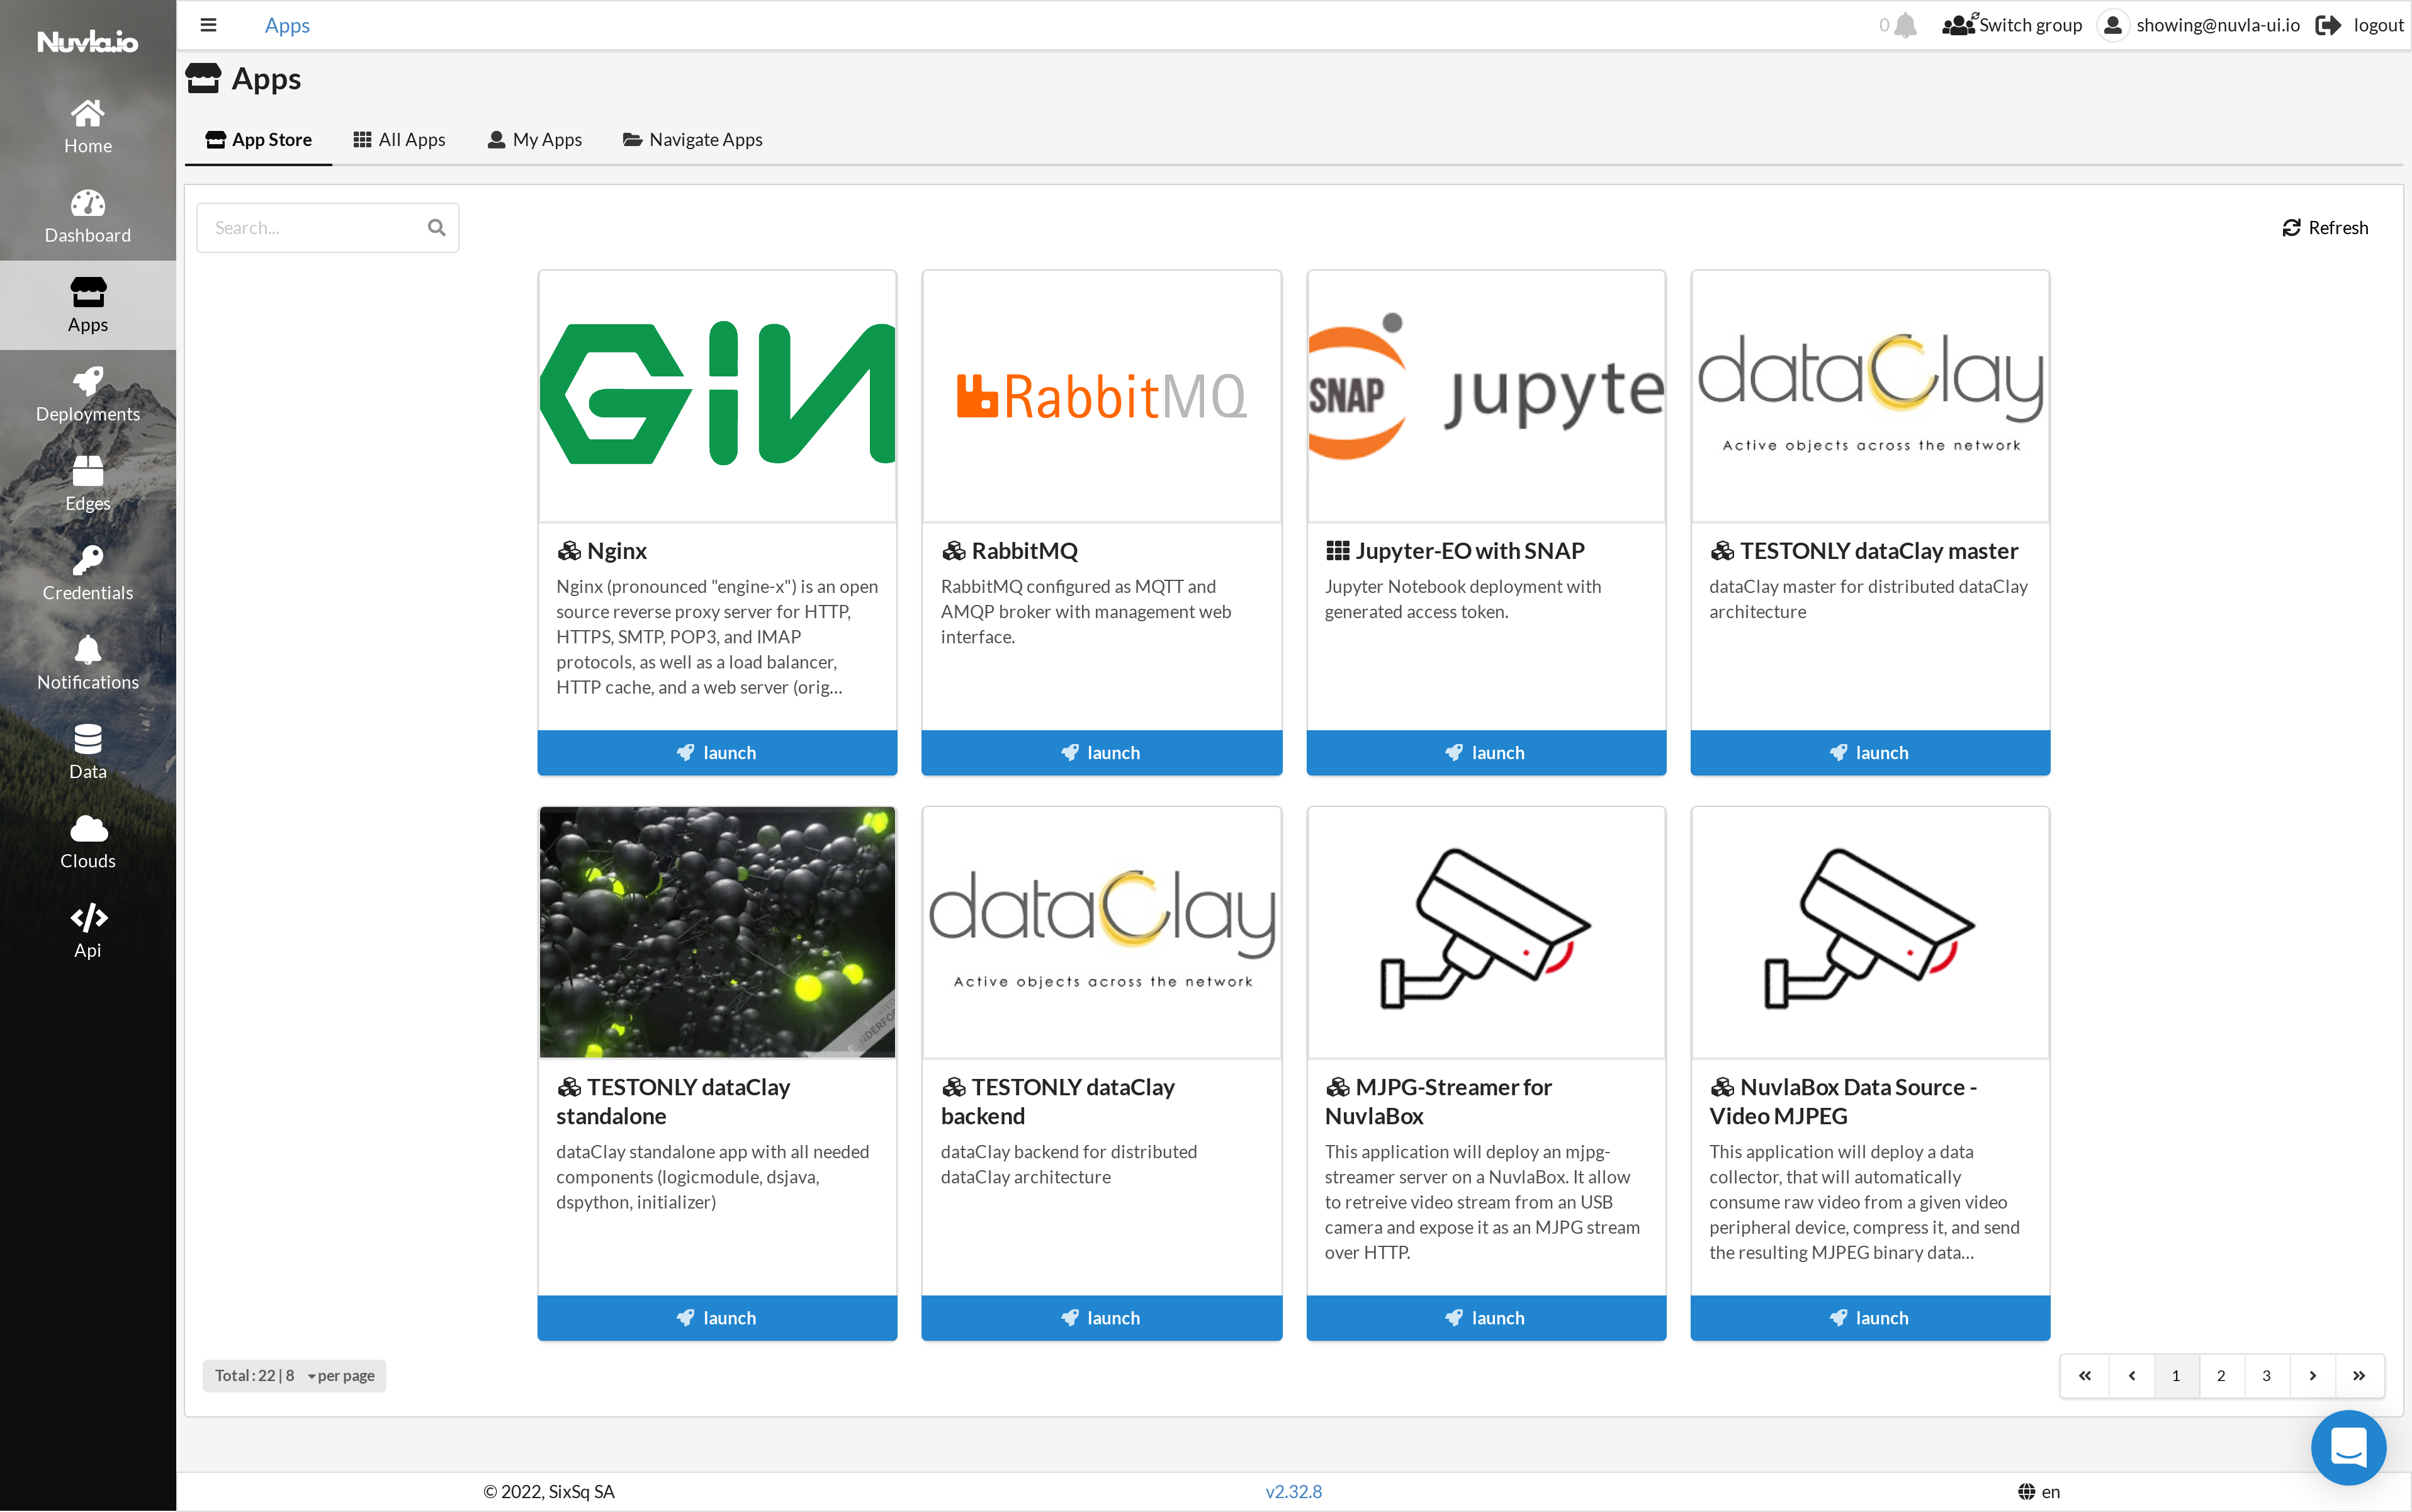 Nuvla.io
Home
Dashboard
Apps
Deployments
Edges
Credentials
Notifications
Data
Clouds
Api
Apps
0
Switch group
showing@nuvla-ui.io
logout
Apps
App Store
All Apps
My Apps
Navigate Apps
Search...
Refresh
GiN
RabbitMQ
SNAP
jupyte
dataClay
Active objects across the network
Nginx
Nginx (pronounced "engine-x") is an open
source reverse proxy server for HTTP,
HTTPS, SMTP, POP3, and IMAP
protocols, as well as a load balancer,
HTTP cache, and a web server (orig...
launch
RabbitMQ
RabbitMQ configured as MQTT and
AMQP broker with management web
interface.
launch
Jupyter-EO with SNAP
Jupyter Notebook deployment with
generated access token.
launch
TESTONLY dataClay master
dataClay master for distributed dataClay
architecture
launch
TESTONLY dataClay
standalone
dataClay standalone app with all needed
components (logicmodule, dsjava,
dspython, initializer)
launch
dataClay
Active objects across the network
TESTONLY dataClay
backend
dataClay backend for distributed
dataClay architecture
launch
MJPG-Streamer for
NuvlaBox
This application will deploy an mjpg-
streamer server on a NuvlaBox. It allow
to retreive video stream from an USB
camera and expose it as an MJPG stream
over HTTP.
launch
NuvlaBox Data Source -
Video MJPEG
This application will deploy a data
collector, that will automatically
consume raw video from a given video
peripheral device, compress it, and send
the resulting MJPEG binary data...
launch
Total : 22 | 8 per page
1
2
3
© 2022, SixSq SA
v2.32.8
en